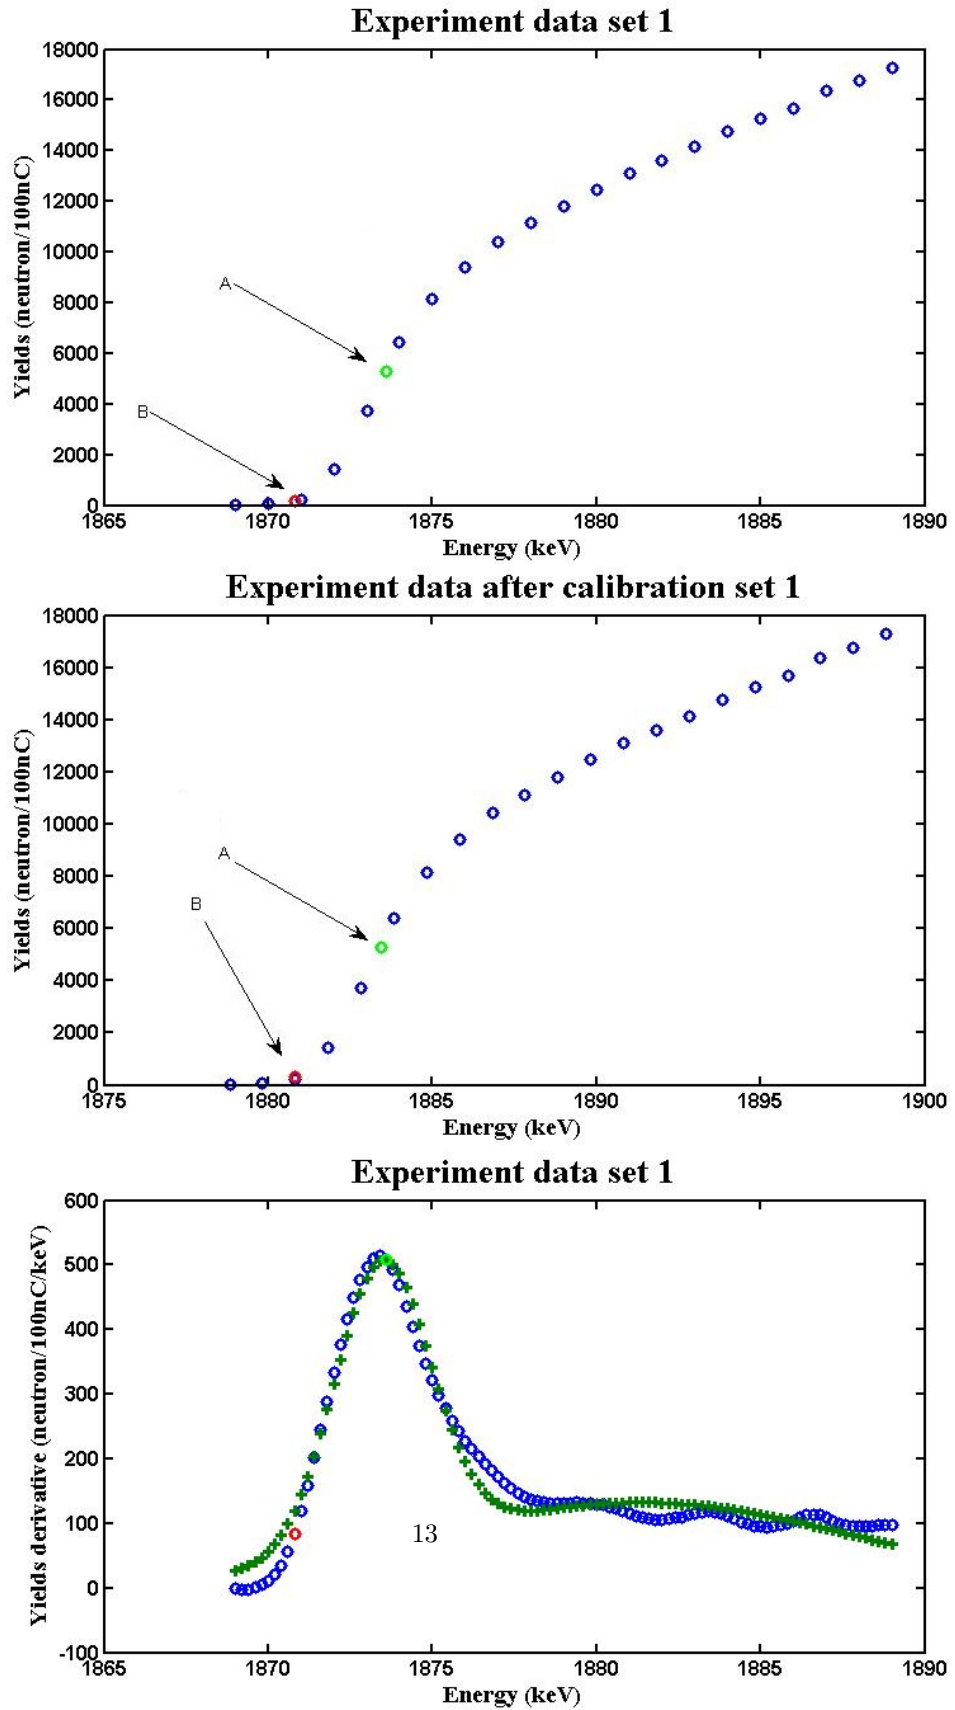 Experiment data set 1
18000
16000
14000
12000
10000
8000
6000
4000
2000
0
Yields (neutron/100nC)
A
B
1865 1870 1875 1880 1885 1890
Energy (keV)
Experiment data after calibration set 1
18000
16000
14000
12000
10000
8000
6000
4000
2000
0
Yields (neutron/100nC)
A
B
1875 1880 1885 1890 1895 1900
Energy (keV)
Experiment data set 1
600
500
400
300
200
100
0
-100
Yields derivative (neutron/100nC/keV)
13
1865 1870 1875 1880 1885 1890
Energy (keV)